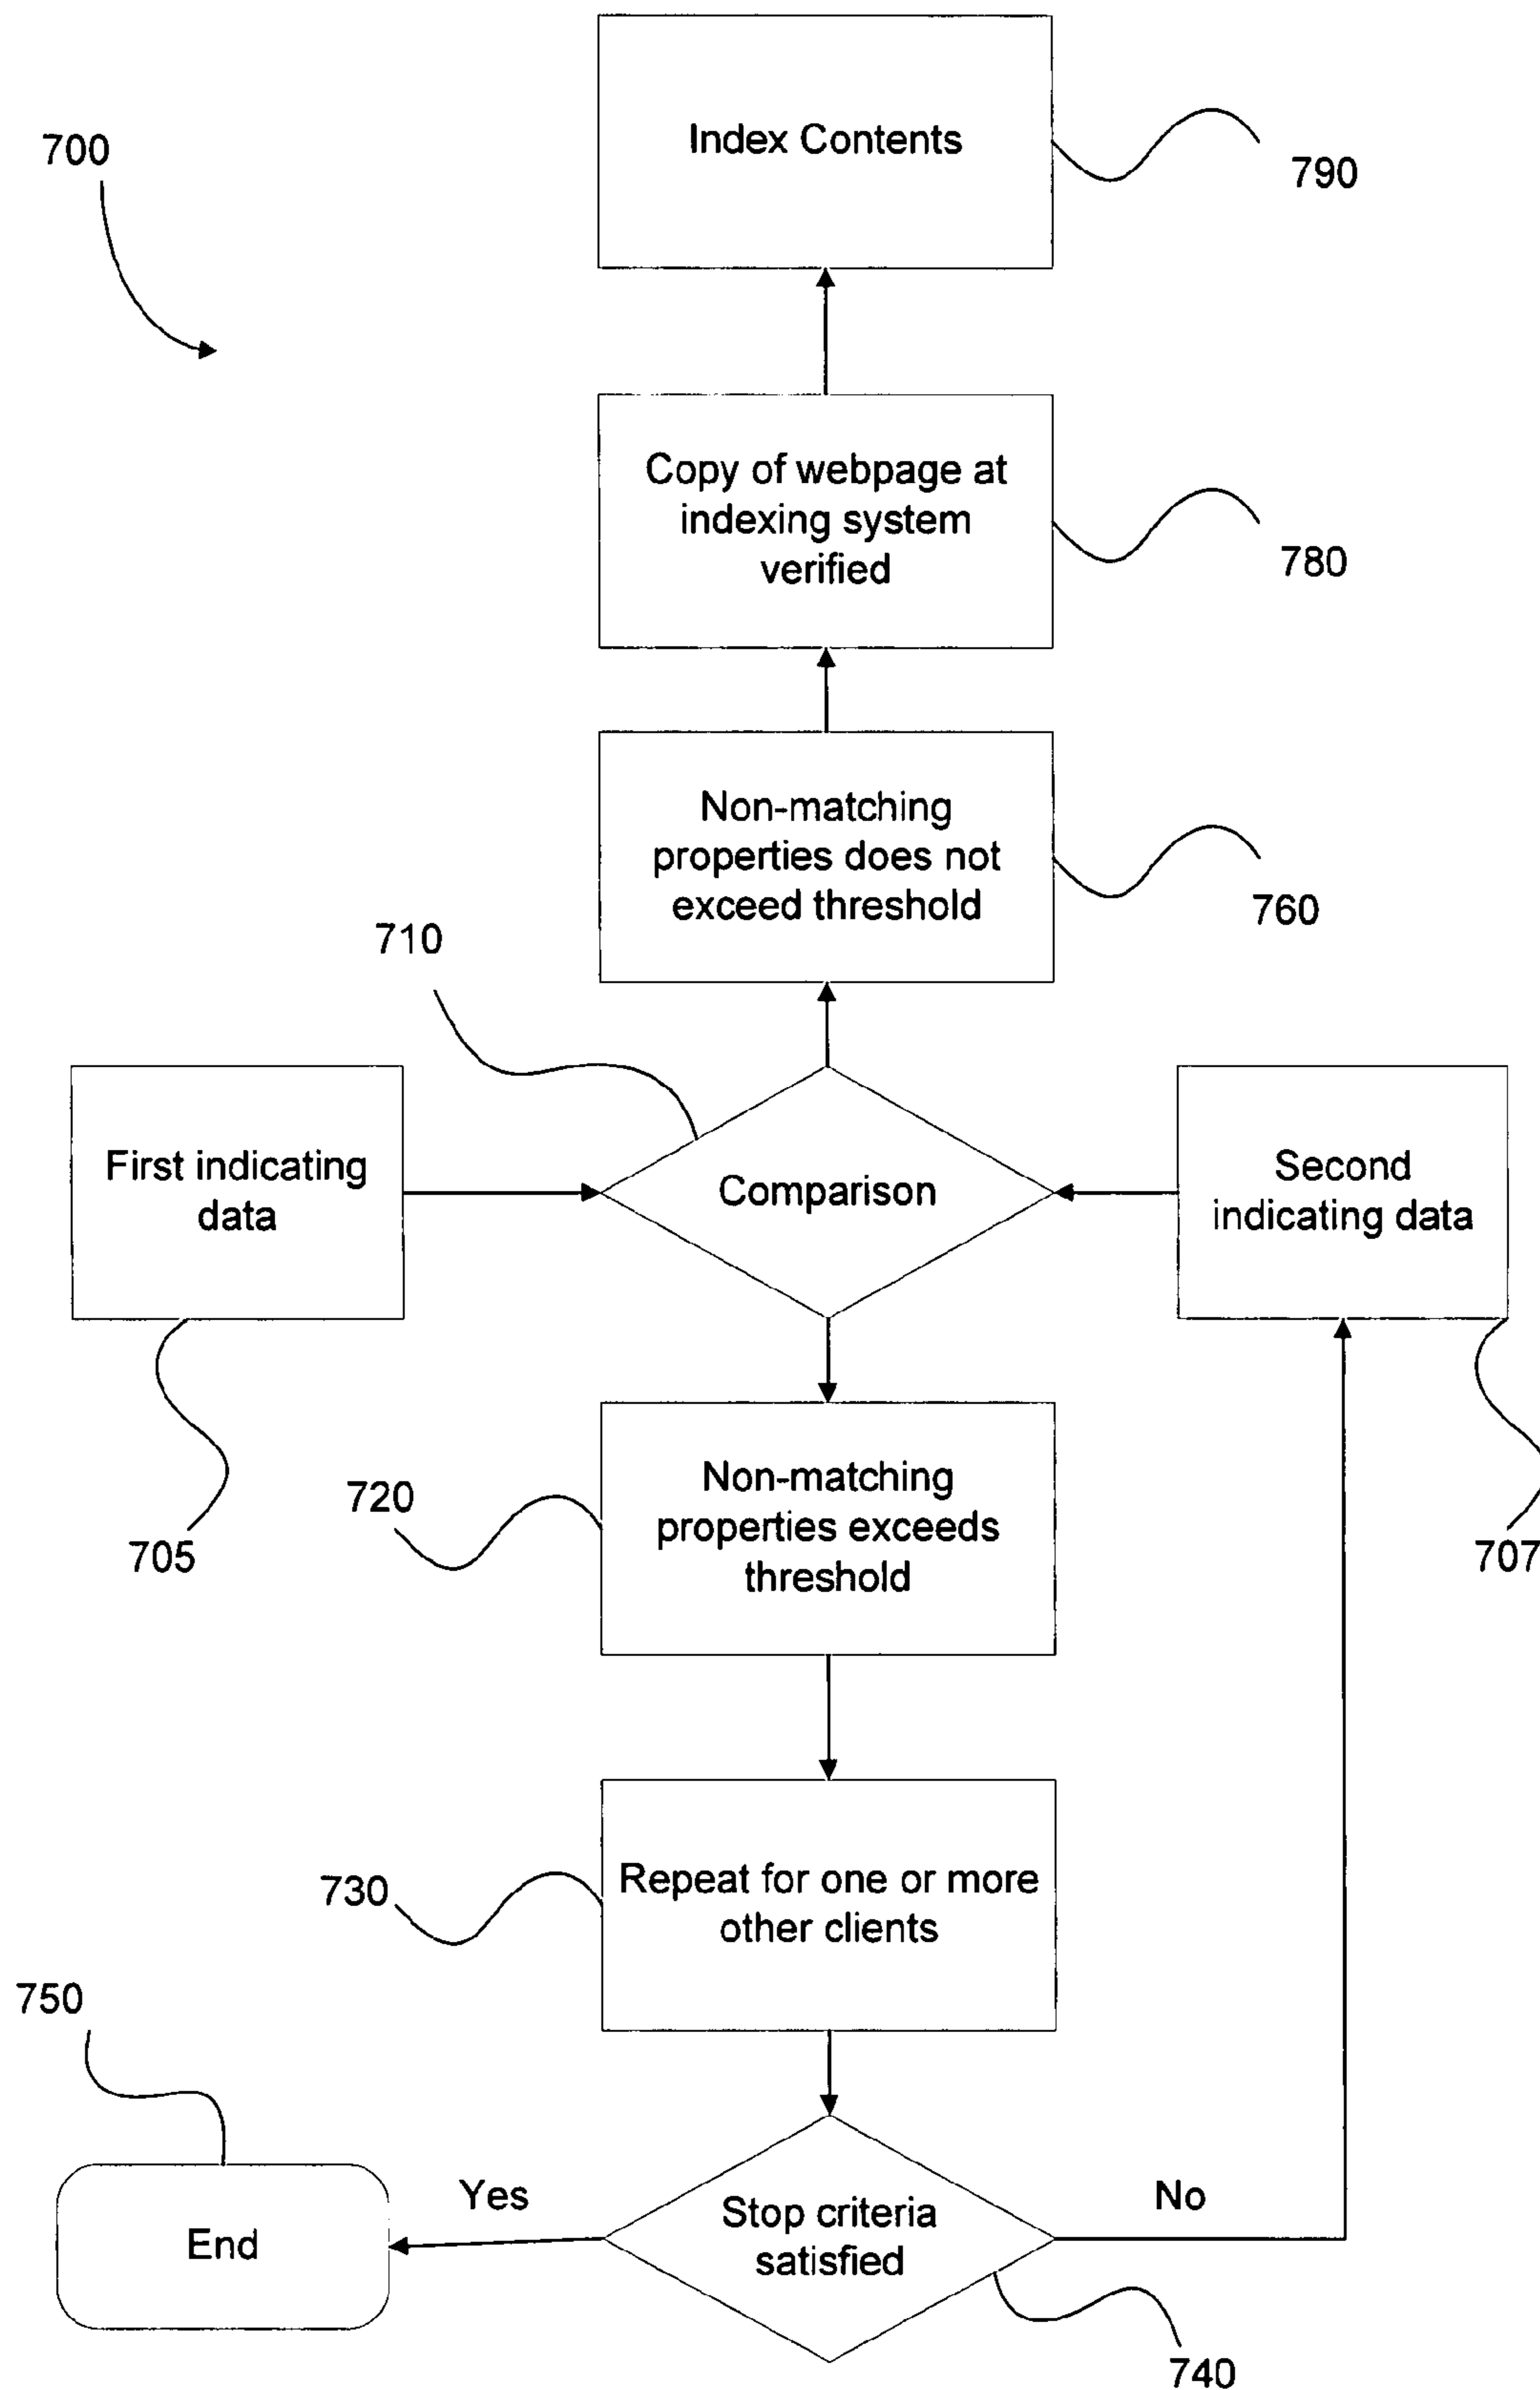 700
Index Contents
790
Copy of webpage at
indexing system
verified
780
Non-matching
properties does not
exceed threshold
760
710
First indicating
data
Comparison
Second
indicating data
705
707
720
Non-matching
properties exceeds
threshold
730
Repeat for one or more
other clients
750
End
Yes
Stop criteria
satisfied
No
740